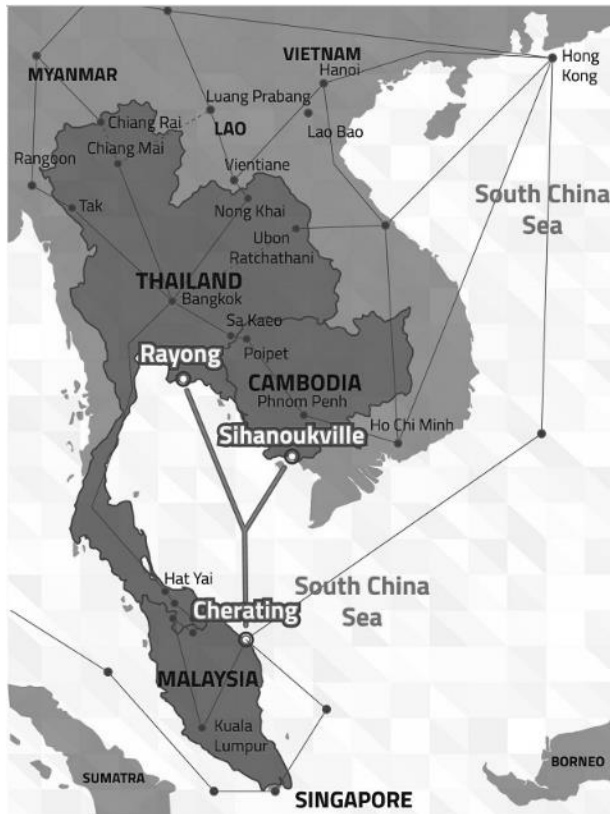 VIETNAM
Hanoi
Hong
Kong
MYANMAR
Luang Prabang
Chiang Rai
LAO
Lao Bao
Chiang Mai
Rangoon
Vientiane
South China
Sea
Tak
Nong Khai
Ubon
Ratchathani
THAILAND
Bangkok
Sa Kaeo
Rayong
Poipet
CAMBODIA
Phnom Penh
Ho Chi Minh
Sihanoukville
Hat Yai
South China
Sea
Cherating
MALAYSIA
Kuala
Lumpur
SUMATRA
BORNEO
SINGAPORE